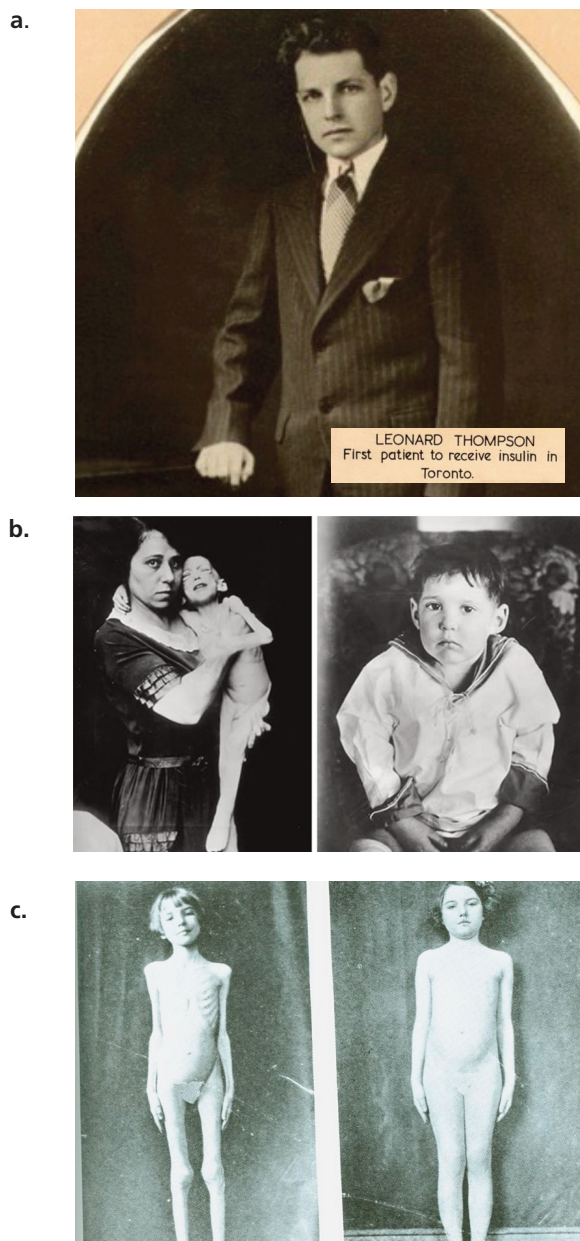 a.
LEONARD THOMPSON
First patient to receive insulin in
Toronto.
b.
c.